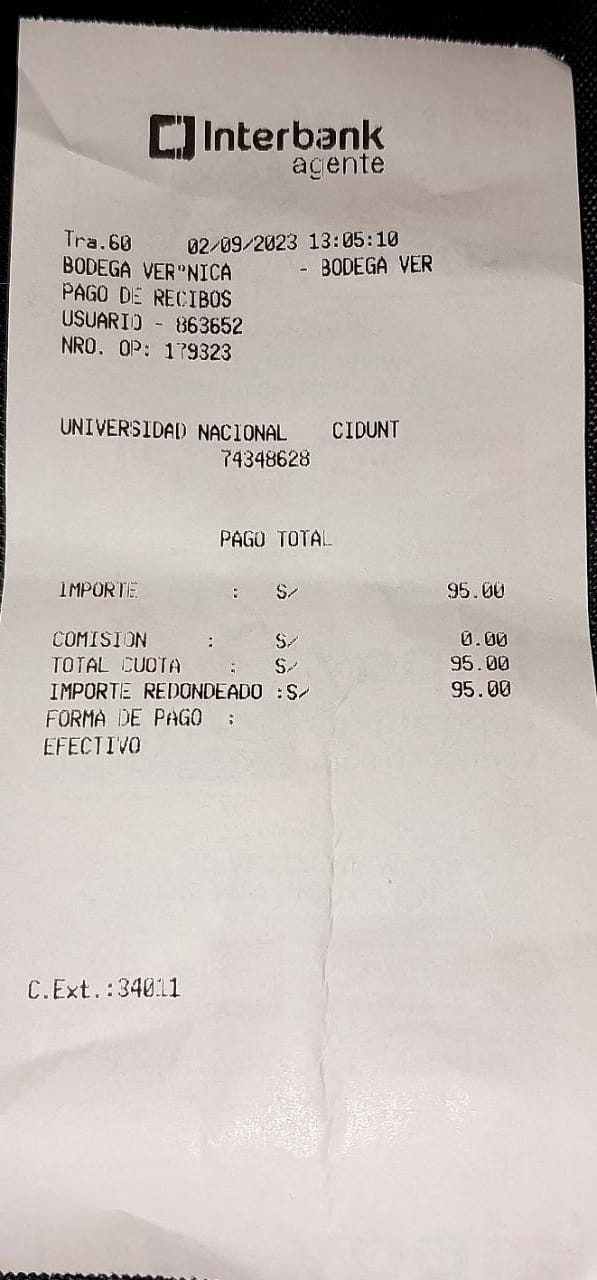 Interbank
agente
Tra.60 02/09/2023 13:05:10
BODEGA VER"NICA - BODEGA VER
PAGO DE RECIBOS
USUARIO - 863652
NRO. OP: 179323
UNIVERSIDAD NACIONAL CIDUNT
74348628
PAGO TOTAL
IMPORTE : S/ 95.00
COMISION : S/ 0.00
TOTAL CUOTA : S/ 95.00
IMPORTE REDONDEADO :S/ 95.00
FORMA DE PAGO :
EFECTIVO
C.Ext.:34011